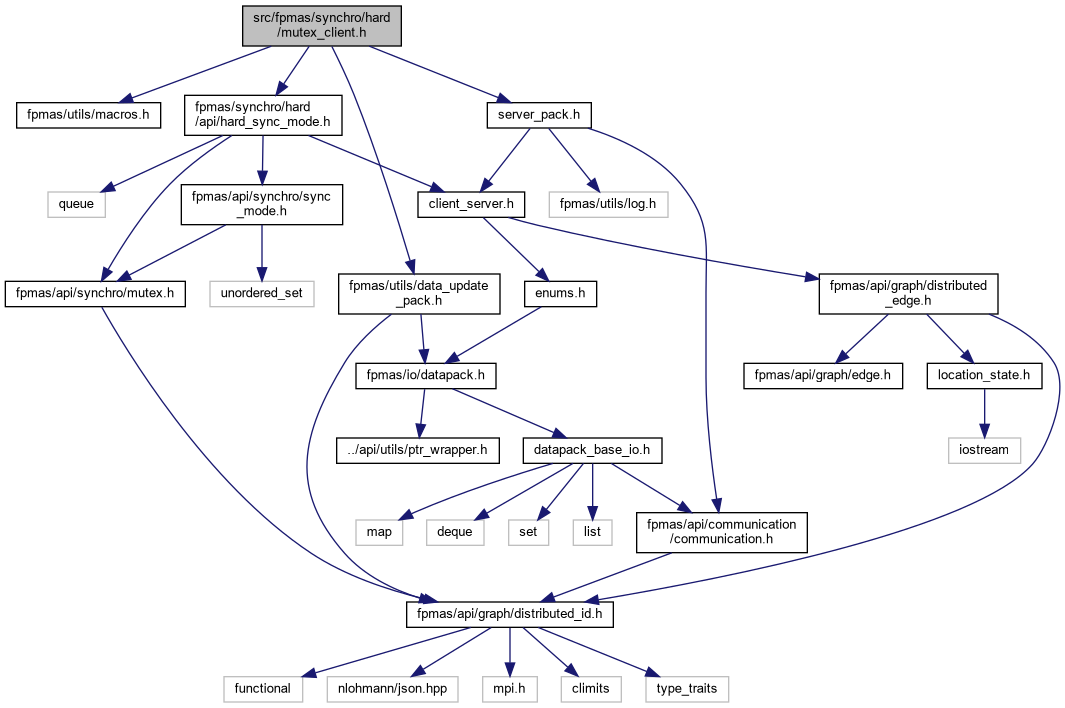 src/fpmas/synchro/hard
/mutex_client.h
fpmas/utils/macros.h
fpmas/synchro/hard
/api/hard_sync_mode.h
server_pack.h
queue
fpmas/api/synchro/sync
_mode.h
client_server.h
fpmas/utils/log.h
fpmas/api/synchro/mutex.h
unordered_set
fpmas/utils/data_update
_pack.h
enums.h
fpmas/api/graph/distributed
_edge.h
fpmas/io/datapack.h
fpmas/api/graph/edge.h
location_state.h
../api/utils/ptr_wrapper.h
datapack_base_io.h
iostream
map
deque
set
list
fpmas/api/communication
/communication.h
fpmas/api/graph/distributed_id.h
functional
nlohmann/json.hpp
mpi.h
climits
type_traits